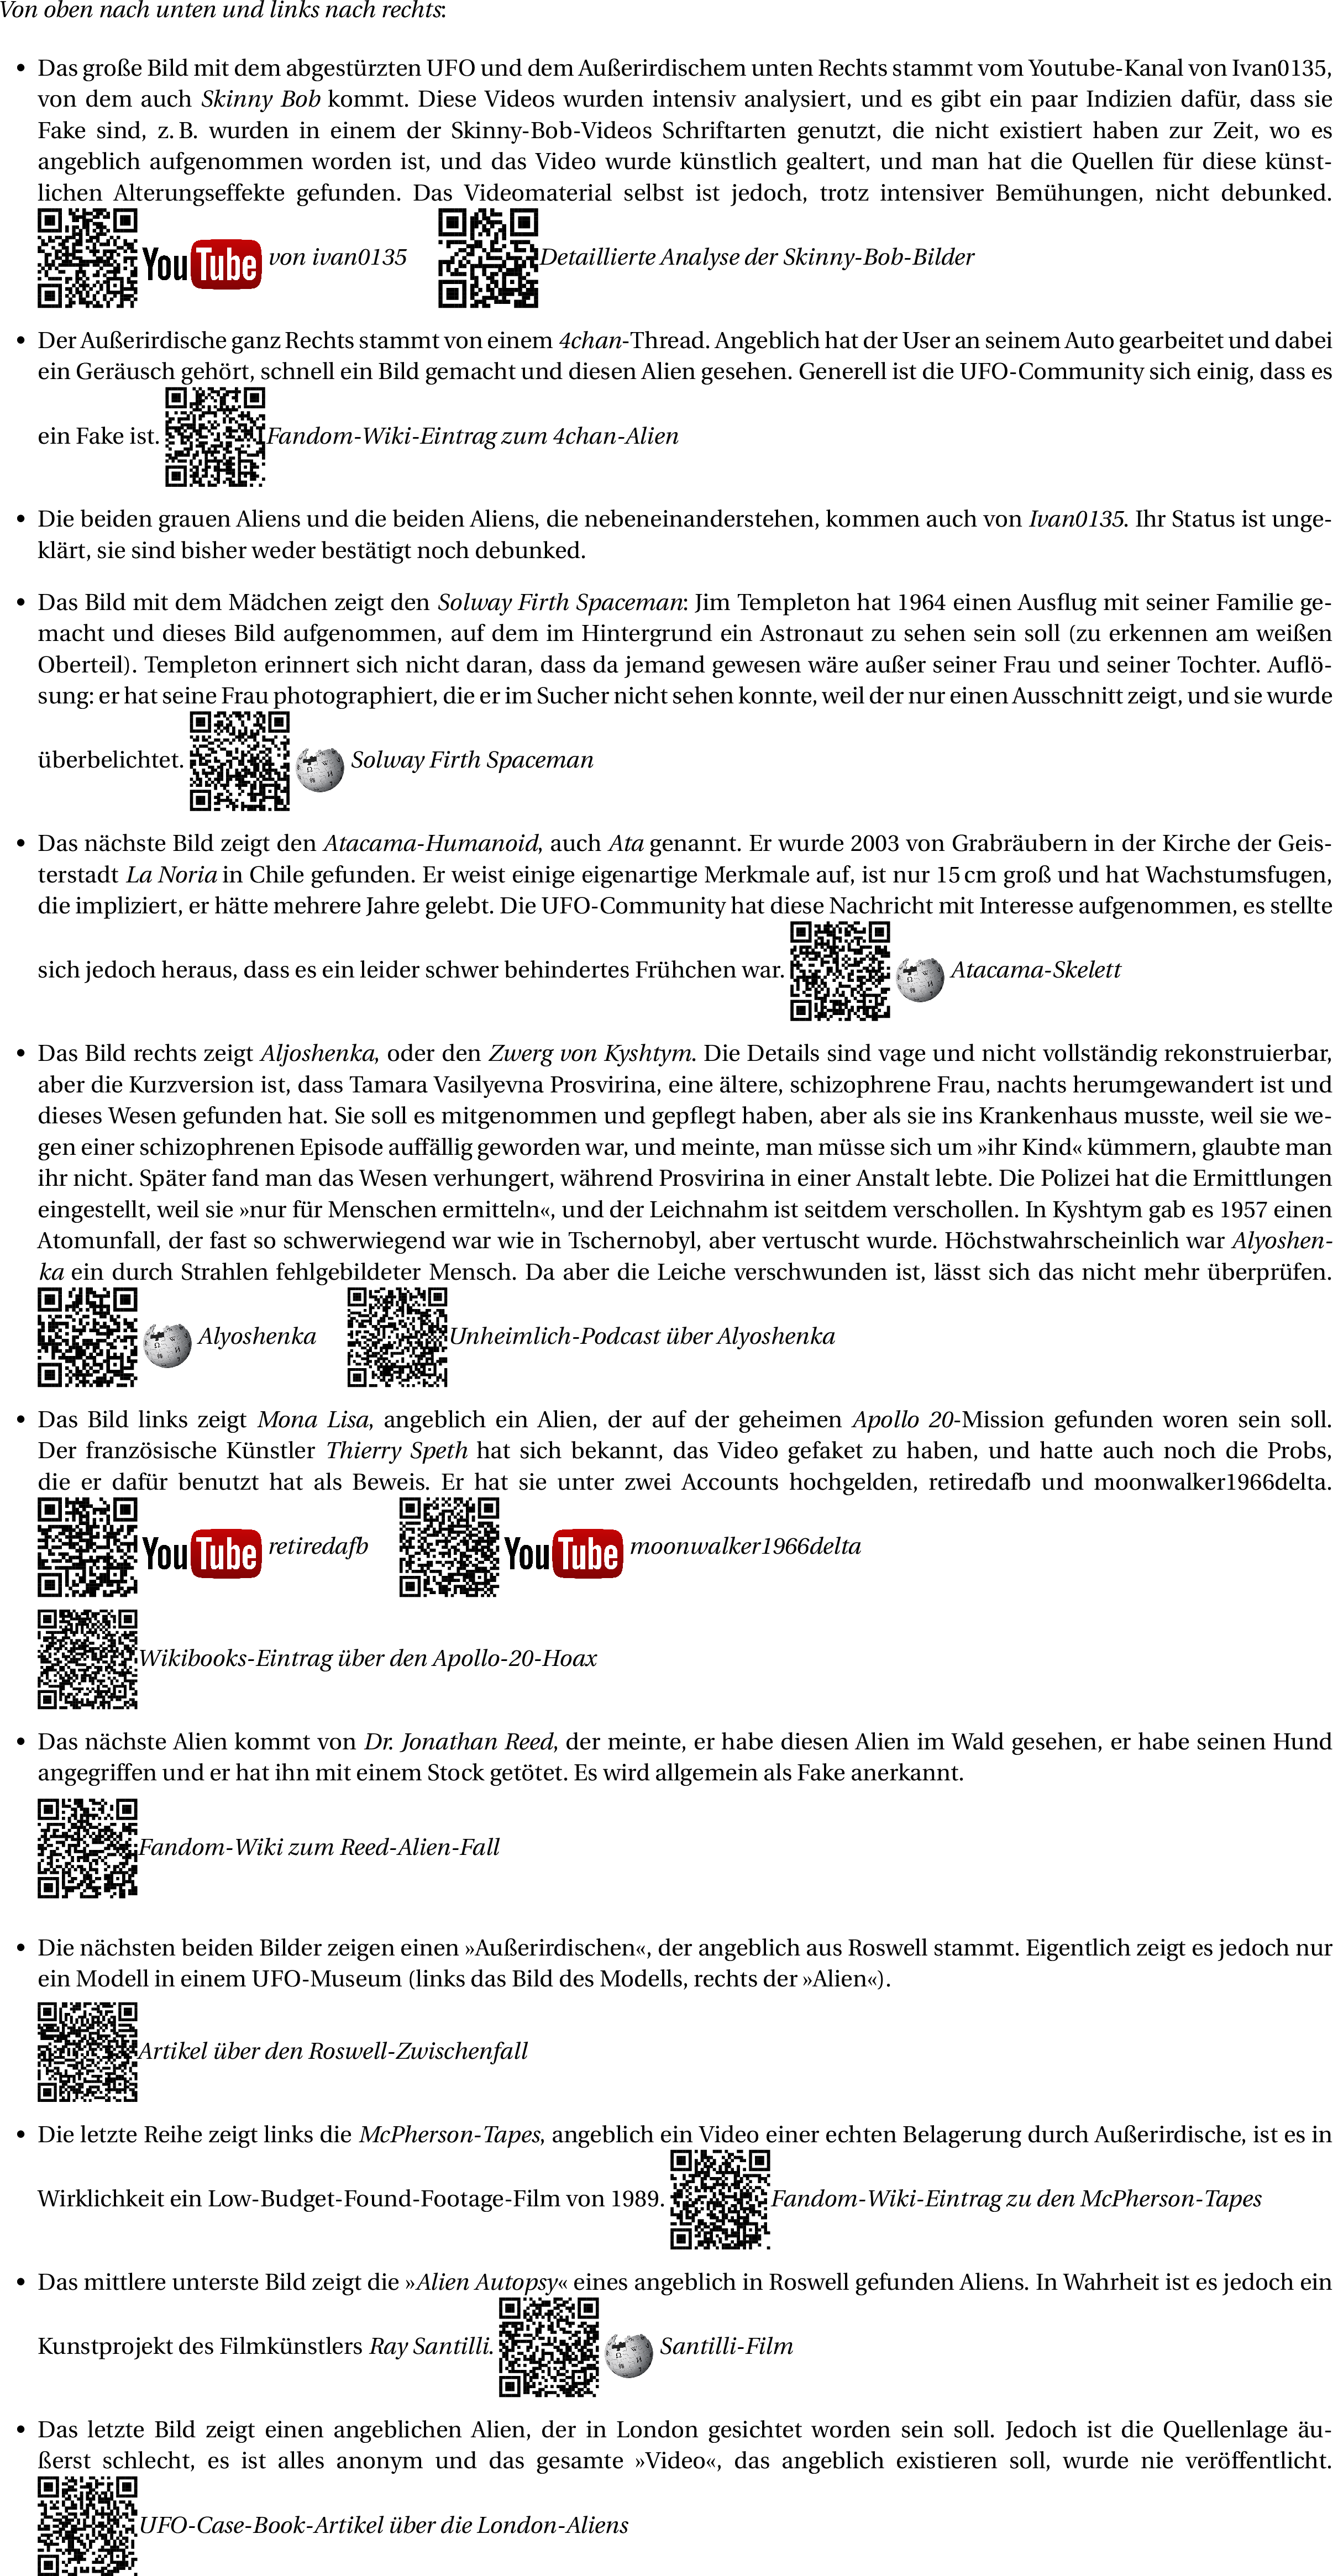 Von oben nach unten und links nach rechts:
• Das große Bild mit dem abgestürzten UFO und dem Außerirdischem unten Rechts stammt vom Youtube-Kanal von Ivan0135,
von dem auch Skinny Bob kommt. Diese Videos wurden intensiv analysiert, und es gibt ein paar Indizien dafür, dass sie
Fake sind, z. B. wurden in einem der Skinny-Bob-Videos Schriftarten genutzt, die nicht existiert haben zur Zeit, wo es
angeblich aufgenommen worden ist, und das Video wurde künstlich gealtert, und man hat die Quellen für diese künst-
lichen Alterungseffekte gefunden. Das Videomaterial selbst ist jedoch, trotz intensiver Bemühungen, nicht debunked.
YouTube von ivan0135 Detaillierte Analyse der Skinny-Bob-Bilder
• Der Außerirdische ganz Rechts stammt von einem 4chan-Thread. Angeblich hat der User an seinem Auto gearbeitet und dabei
ein Geräusch gehört, schnell ein Bild gemacht und diesen Alien gesehen. Generell ist die UFO-Community sich einig, dass es
ein Fake ist. Fandom-Wiki-Eintrag zum 4chan-Alien
• Die beiden grauen Aliens und die beiden Aliens, die nebeneinanderstehen, kommen auch von Ivan0135. Ihr Status ist unge-
klärt, sie sind bisher weder bestätigt noch debunked.
• Das Bild mit dem Mädchen zeigt den Solway Firth Spaceman: Jim Templeton hat 1964 einen Ausflug mit seiner Familie ge-
macht und dieses Bild aufgenommen, auf dem im Hintergrund ein Astronaut zu sehen sein soll (zu erkennen am weißen
Oberteil). Templeton erinnert sich nicht daran, dass da jemand gewesen wäre außer seiner Frau und seiner Tochter. Auflö-
sung: er hat seine Frau photographiert, die er im Sucher nicht sehen konnte, weil der nur einen Ausschnitt zeigt, und sie wurde
überbelichtet. Solway Firth Spaceman
• Das nächste Bild zeigt den Atacama-Humanoid, auch Ata genannt. Er wurde 2003 von Grabräubern in der Kirche der Geis-
terstadt La Noria in Chile gefunden. Er weist einige eigenartige Merkmale auf, ist nur 15 cm groß und hat Wachstumsfugen,
die impliziert, er hätte mehrere Jahre gelebt. Die UFO-Community hat diese Nachricht mit Interesse aufgenommen, es stellte
sich jedoch heraus, dass es ein leider schwer behindertes Frühchen war. Atacama-Skelett
• Das Bild rechts zeigt Aljoshenka, oder den Zwerg von Kyshtym. Die Details sind vage und nicht vollständig rekonstruierbar,
aber die Kurzversion ist, dass Tamara Vasilyevna Prosvirina, eine ältere, schizophrene Frau, nachts herumgewandert ist und
dieses Wesen gefunden hat. Sie soll es mitgenommen und gepflegt haben, aber als sie ins Krankenhaus musste, weil sie we-
gen einer schizophrenen Episode auffällig geworden war, und meinte, man müsse sich um »ihr Kind« kümmern, glaubte man
ihr nicht. Später fand man das Wesen verhungert, während Prosvirina in einer Anstalt lebte. Die Polizei hat die Ermittlungen
eingestellt, weil sie »nur für Menschen ermitteln«, und der Leichnahm ist seitdem verschollen. In Kyshtym gab es 1957 einen
Atomunfall, der fast so schwerwiegend war wie in Tschernobyl, aber vertuscht wurde. Höchstwahrscheinlich war Alyoshen-
ka ein durch Strahlen fehlgebildeter Mensch. Da aber die Leiche verschwunden ist, lässt sich das nicht mehr überprüfen.
Alyoshenka Unheimlich-Podcast über Alyoshenka
• Das Bild links zeigt Mona Lisa, angeblich ein Alien, der auf der geheimen Apollo 20-Mission gefunden woren sein soll.
Der französische Künstler Thierry Speth hat sich bekannt, das Video gefaket zu haben, und hatte auch noch die Probs,
die er dafür benutzt hat als Beweis. Er hat sie unter zwei Accounts hochgelden, retiredafb und moonwalker1966delta.
YouTube retiredafb YouTube moonwalker1966delta
Wikibooks-Eintrag über den Apollo-20-Hoax
• Das nächste Alien kommt von Dr. Jonathan Reed, der meinte, er habe diesen Alien im Wald gesehen, er habe seinen Hund
angegriffen und er hat ihn mit einem Stock getötet. Es wird allgemein als Fake anerkannt.
Fandom-Wiki zum Reed-Alien-Fall
• Die nächsten beiden Bilder zeigen einen »Außerirdischen«, der angeblich aus Roswell stammt. Eigentlich zeigt es jedoch nur
ein Modell in einem UFO-Museum (links das Bild des Modells, rechts der »Alien«).
Artikel über den Roswell-Zwischenfall
• Die letzte Reihe zeigt links die McPherson-Tapes, angeblich ein Video einer echten Belagerung durch Außerirdische, ist es in
Wirklichkeit ein Low-Budget-Found-Footage-Film von 1989. Fandom-Wiki-Eintrag zu den McPherson-Tapes
• Das mittlere unterste Bild zeigt die »Alien Autopsy« eines angeblich in Roswell gefunden Aliens. In Wahrheit ist es jedoch ein
Kunstprojekt des Filmkünstlers Ray Santilli. Santilli-Film
• Das letzte Bild zeigt einen angeblichen Alien, der in London gesichtet worden sein soll. Jedoch ist die Quellenlage äu-
ßerst schlecht, es ist alles anonym und das gesamte »Video«, das angeblich existieren soll, wurde nie veröffentlicht.
UFO-Case-Book-Artikel über die London-Aliens